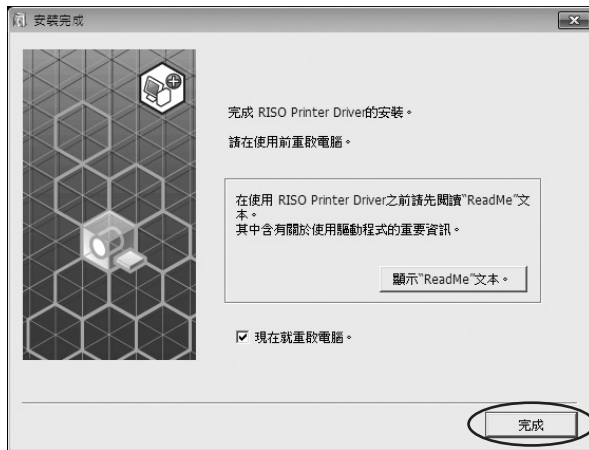 安裝完成
完成 RISO Printer Driver的安裝。
請在使用前重啟電腦。
在使用 RISO Printer Driver之前請先閱讀“ReadMe”文
本。
其中含有關於使用驅動程式的重要資訊。
顯示“ReadMe”文本。
現在就重啟電腦。
完成